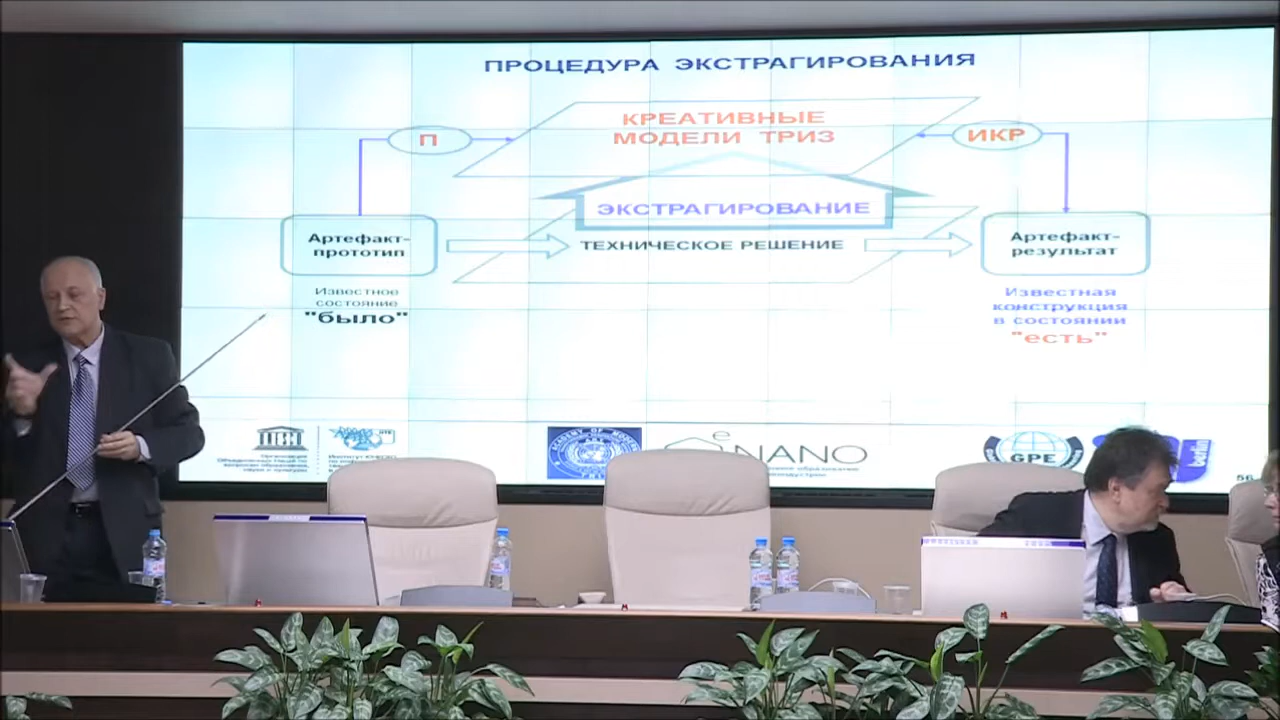 ПРОЦЕДУРА ЭКСТРАГИРОВАНИЯ
КРЕАТИВНЫЕ
МОДЕЛИ ТРИЗ
П
ИКР
ЭКСТРАГИРОВАНИЕ
Артефакт-
прототип
ТЕХНИЧЕСКОЕ РЕШЕНИЕ
Артефакт-
результат
Известное
состояние
"было"
Известная
конструкция
в состоянии
"есть"
e
NANO
GPE
berlin
56